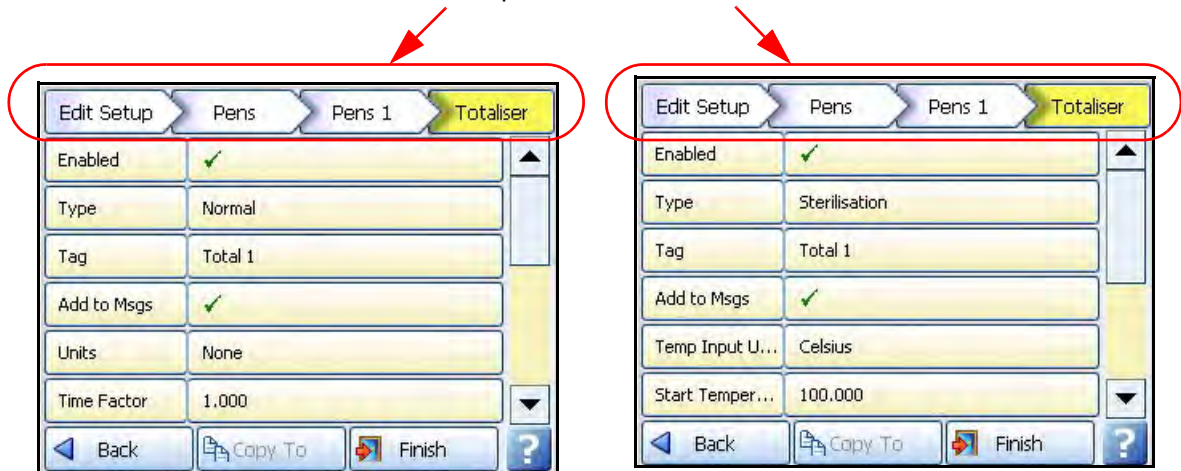 Edit Setup Pens Pens 1 Totaliser
Enabled ✓
Type Normal
Tag Total 1
Add to Msgs ✓
Units None
Time Factor 1.000
Back Copy To Finish ?
Edit Setup Pens Pens 1 Totaliser
Enabled ✓
Type Sterilisation
Tag Total 1
Add to Msgs ✓
Temp Input U... Celsius
Start Temper... 100.000
Back Copy To Finish ?